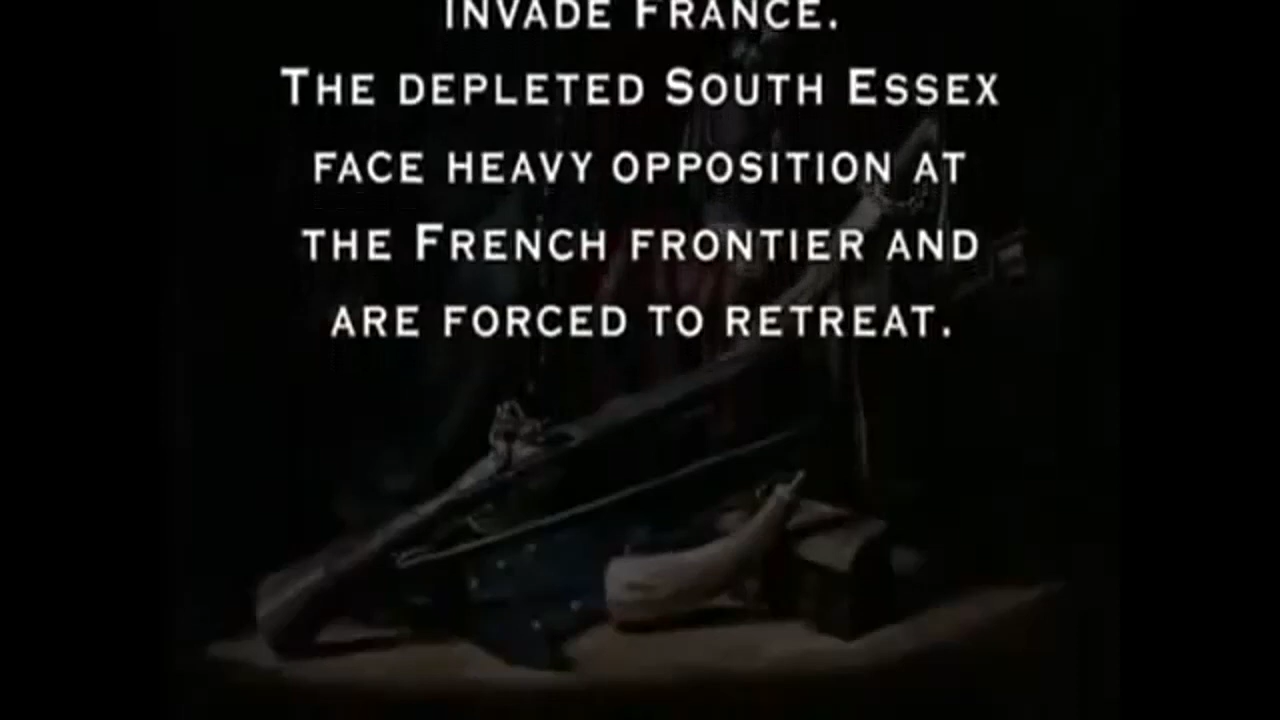 INVADE FRANCE.
THE DEPLETED SOUTH ESSEX
FACE HEAVY OPPOSITION AT
THE FRENCH FRONTIER AND
ARE FORCED TO RETREAT.